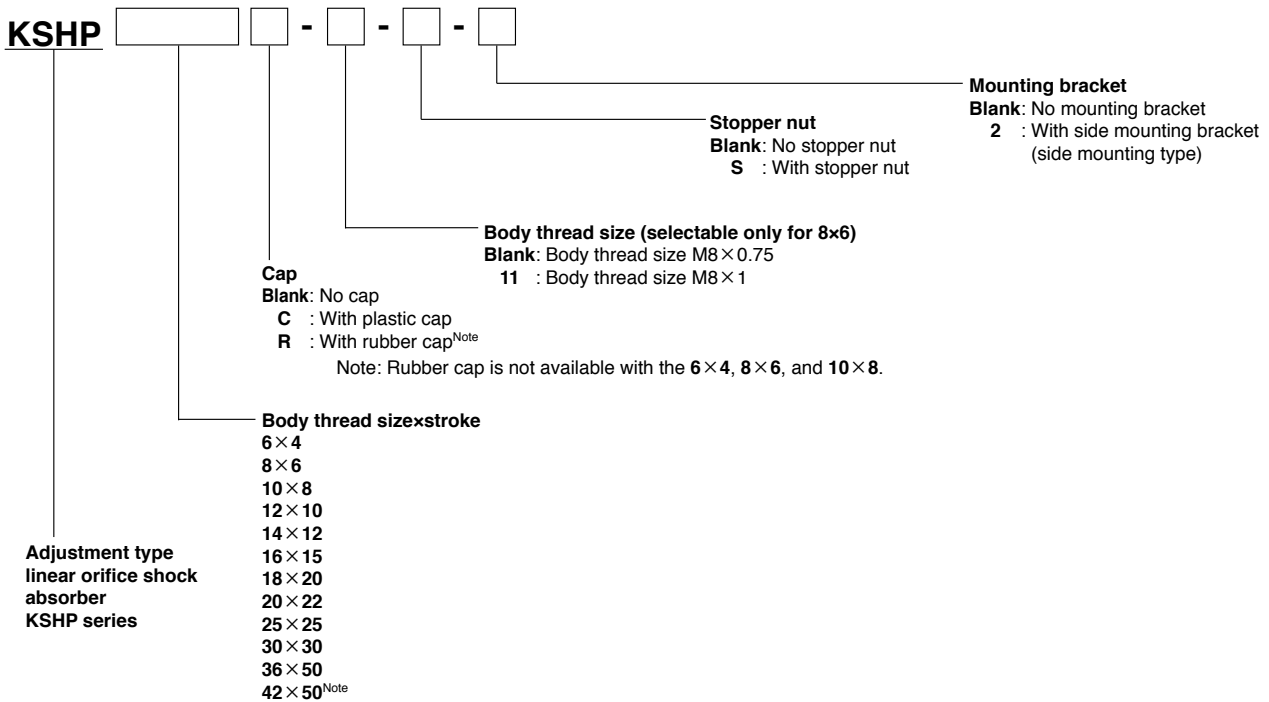 KSHP - - -
Mounting bracket
Blank: No mounting bracket
2 : With side mounting bracket
(side mounting type)
Stopper nut
Blank: No stopper nut
S : With stopper nut
Body thread size (selectable only for 8×6)
Blank: Body thread size M8×0.75
11 : Body thread size M8×1
Cap
Blank: No cap
C : With plastic cap
R : With rubber capNote
Note: Rubber cap is not available with the 6×4, 8×6, and 10×8.
Body thread size×stroke
6×4
8×6
10×8
12×10
14×12
16×15
18×20
20×22
25×25
30×30
36×50
42×50Note
Adjustment type
linear orifice shock
absorber
KSHP series